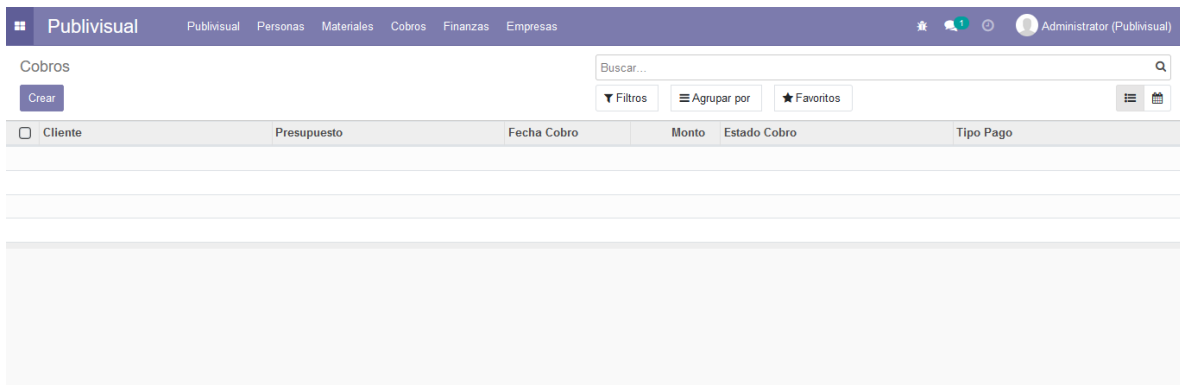 Publivisual Publivisual Personas Materiales Cobros Finanzas Empresas 1 Administrator (Publivisual)
Cobros Buscar...
Crear Filtros Agrupar por Favoritos
Cliente Presupuesto Fecha Cobro Monto Estado Cobro Tipo Pago